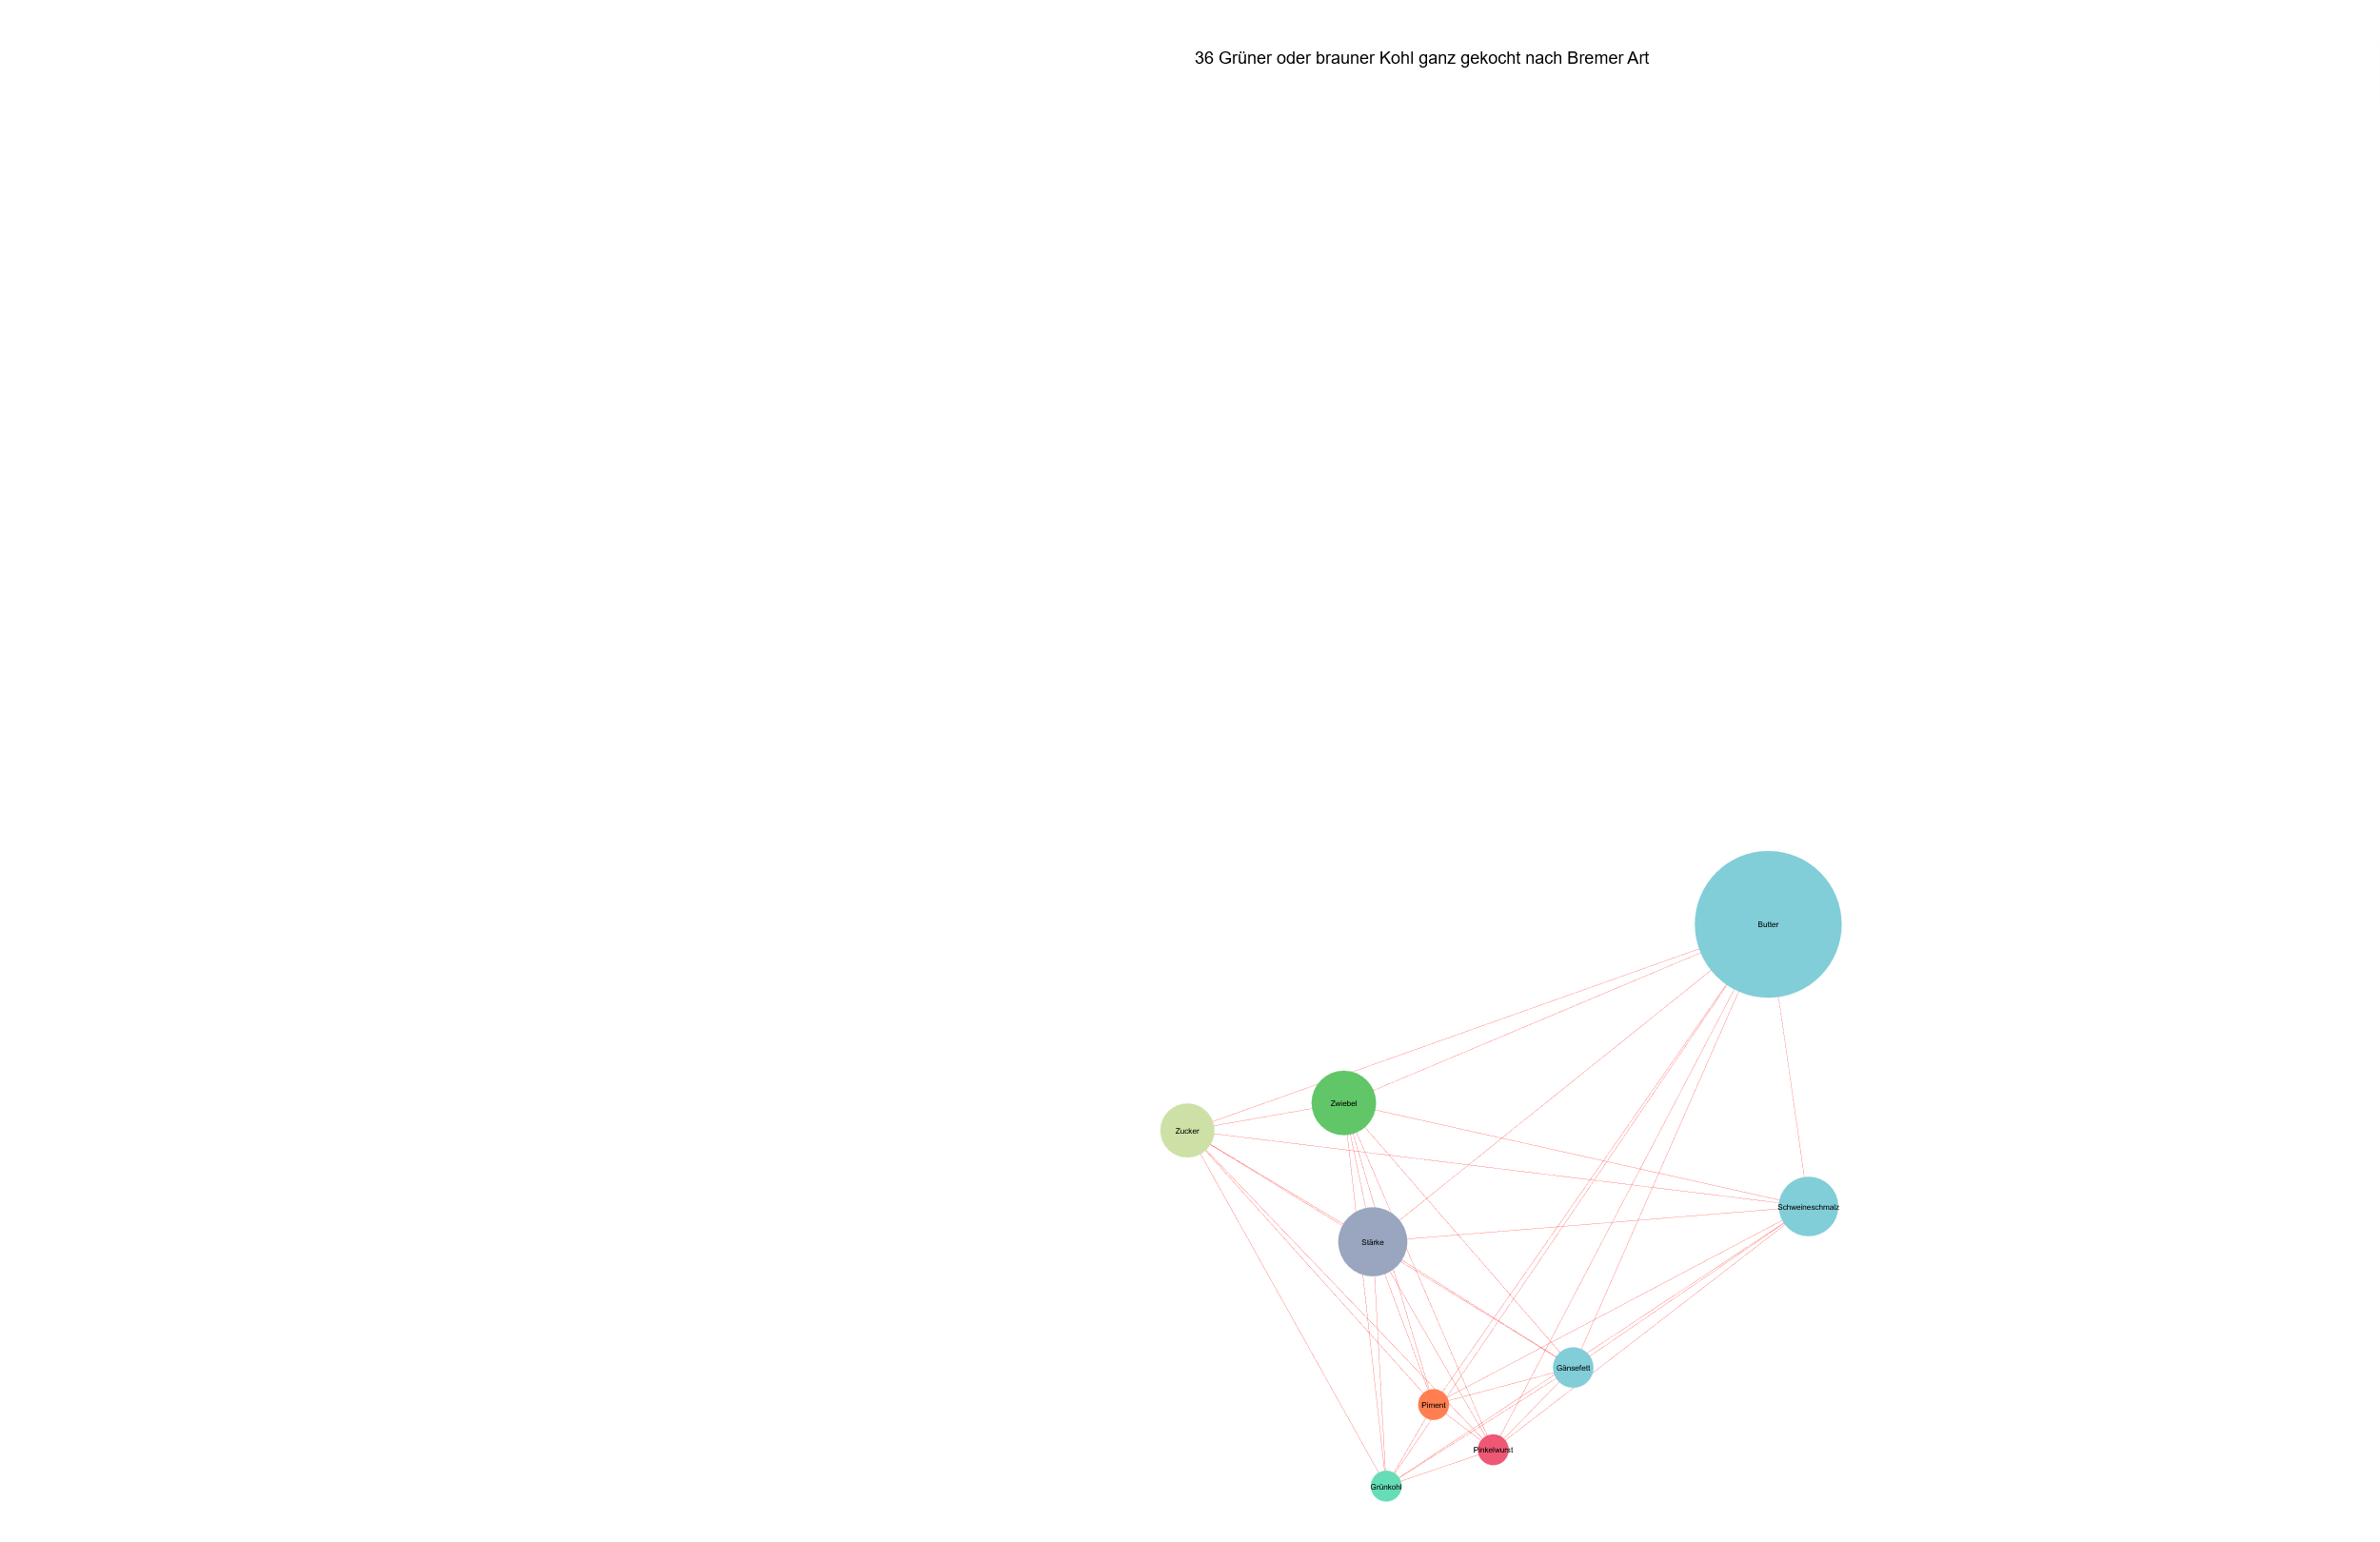 36 Grüner oder brauner Kohl ganz gekocht nach Bremer Art
Butter
Zwiebel
Zucker
Schweineschmalz
Stärke
Gänsefett
Piment
Pinkelwurst
Grünkohl